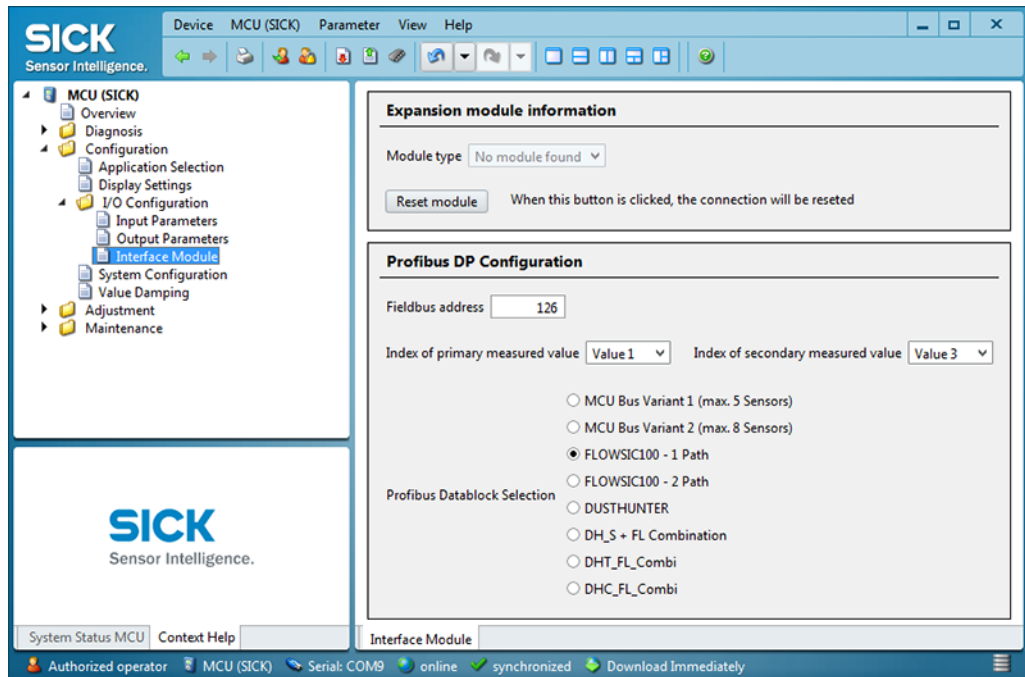 SICK
Sensor Intelligence.
Device MCU (SICK) Parameter View Help
MCU (SICK)
Overview
Diagnosis
Configuration
Application Selection
Display Settings
I/O Configuration
Input Parameters
Output Parameters
Interface Module
System Configuration
Value Damping
Adjustment
Maintenance
SICK
Sensor Intelligence.
System Status MCU Context Help
Expansion module information
Module type No module found
Reset module When this button is clicked, the connection will be reseted
Profibus DP Configuration
Fieldbus address 126
Index of primary measured value Value 1 Index of secondary measured value Value 3
MCU Bus Variant 1 (max. 5 Sensors)
MCU Bus Variant 2 (max. 8 Sensors)
FLOWSIC100 - 1 Path
FLOWSIC100 - 2 Path
Profibus Datablock Selection
DUSTHUNTER
DH_S + FL Combination
DHT_FL_Combi
DHC_FL_Combi
Interface Module
Authorized operator MCU (SICK) Serial: COM9 online synchronized Download Immediately